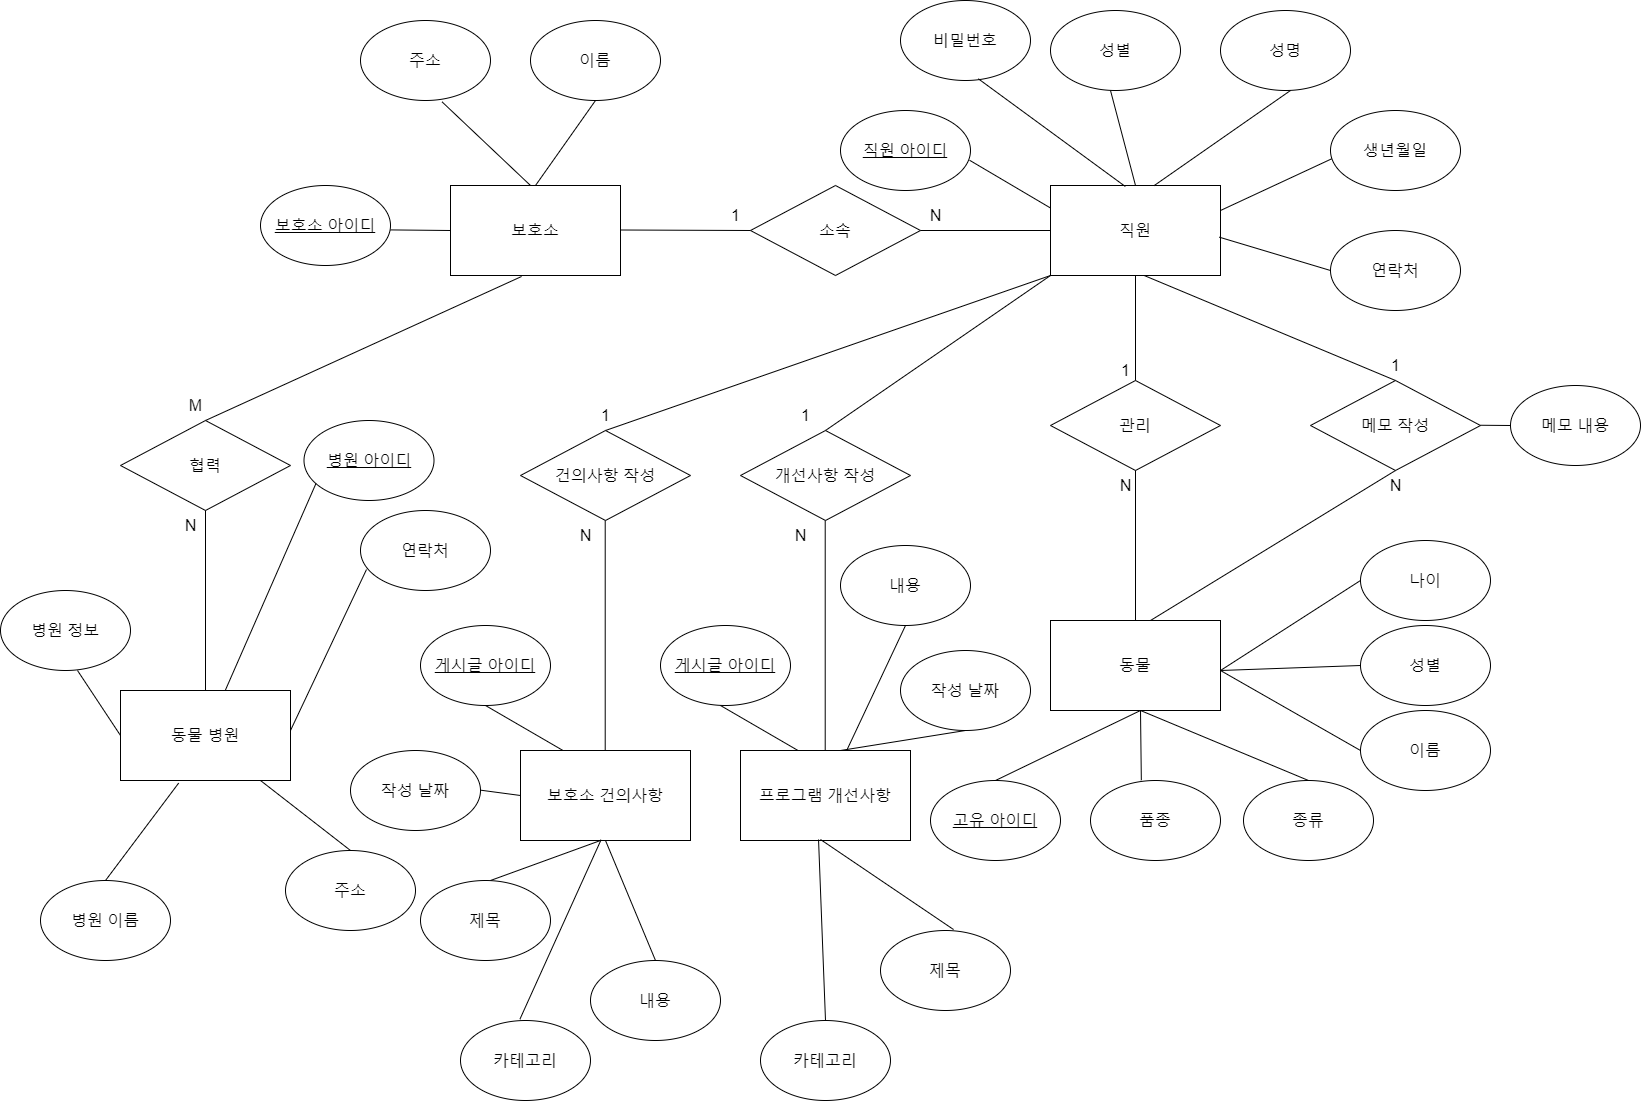 비밀번호
성별
성명
주소
이름
직원 아이디
생년월일
보호소 아이디
보호소
1
소속
N
직원
연락처
M
1
1
1
1
협력
병원 아이디
건의사항 작성
개선사항 작성
관리
메모 작성
메모 내용
N
N
N
N
N
연락처
내용
나이
병원 정보
게시글 아이디
게시글 아이디
작성 날짜
동물
성별
동물 병원
이름
작성 날짜
보호소 건의사항
프로그램 개선사항
고유 아이디
품종
종류
병원 이름
주소
제목
제목
내용
카테고리
카테고리